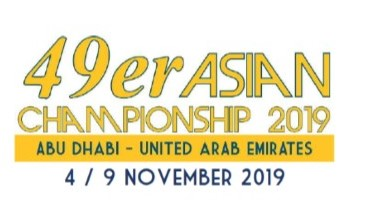 49er ASIAN
CHAMPIONSHIP 2019
ABU DHABI - UNITED ARAB EMIRATES
4 / 9 NOVEMBER 2019